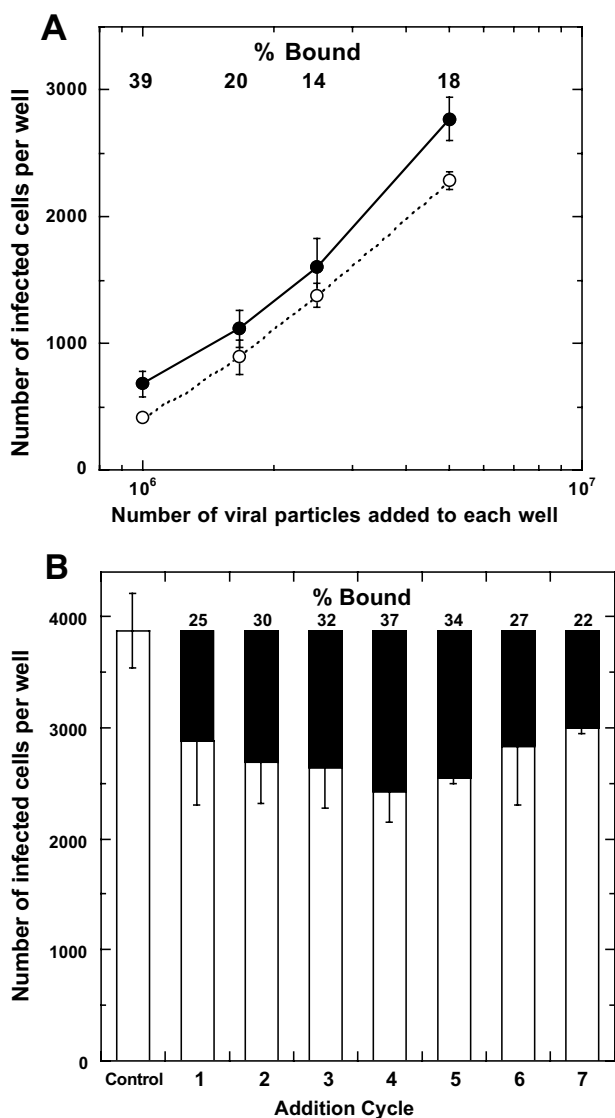 A
% Bound
39 20 14 18
Number of infected cells per well
3000
2000
1000
0
10⁶ 10⁷
Number of viral particles added to each well
B
% Bound
25 30 32 37 34 27 22
Number of infected cells per well
4000
3000
2000
1000
0
Control 1 2 3 4 5 6 7
Addition Cycle